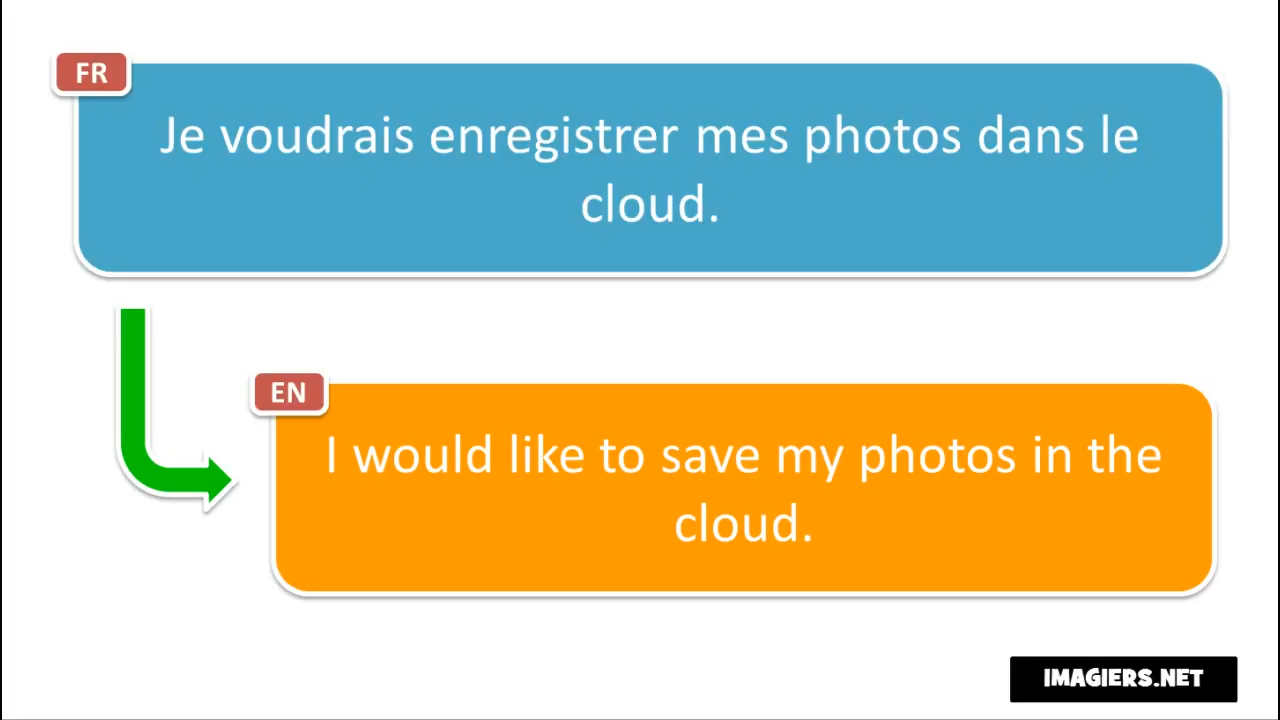 FR
Je voudrais enregistrer mes photos dans le
cloud.
EN
I would like to save my photos in the
cloud.
IMAGIERS.NET